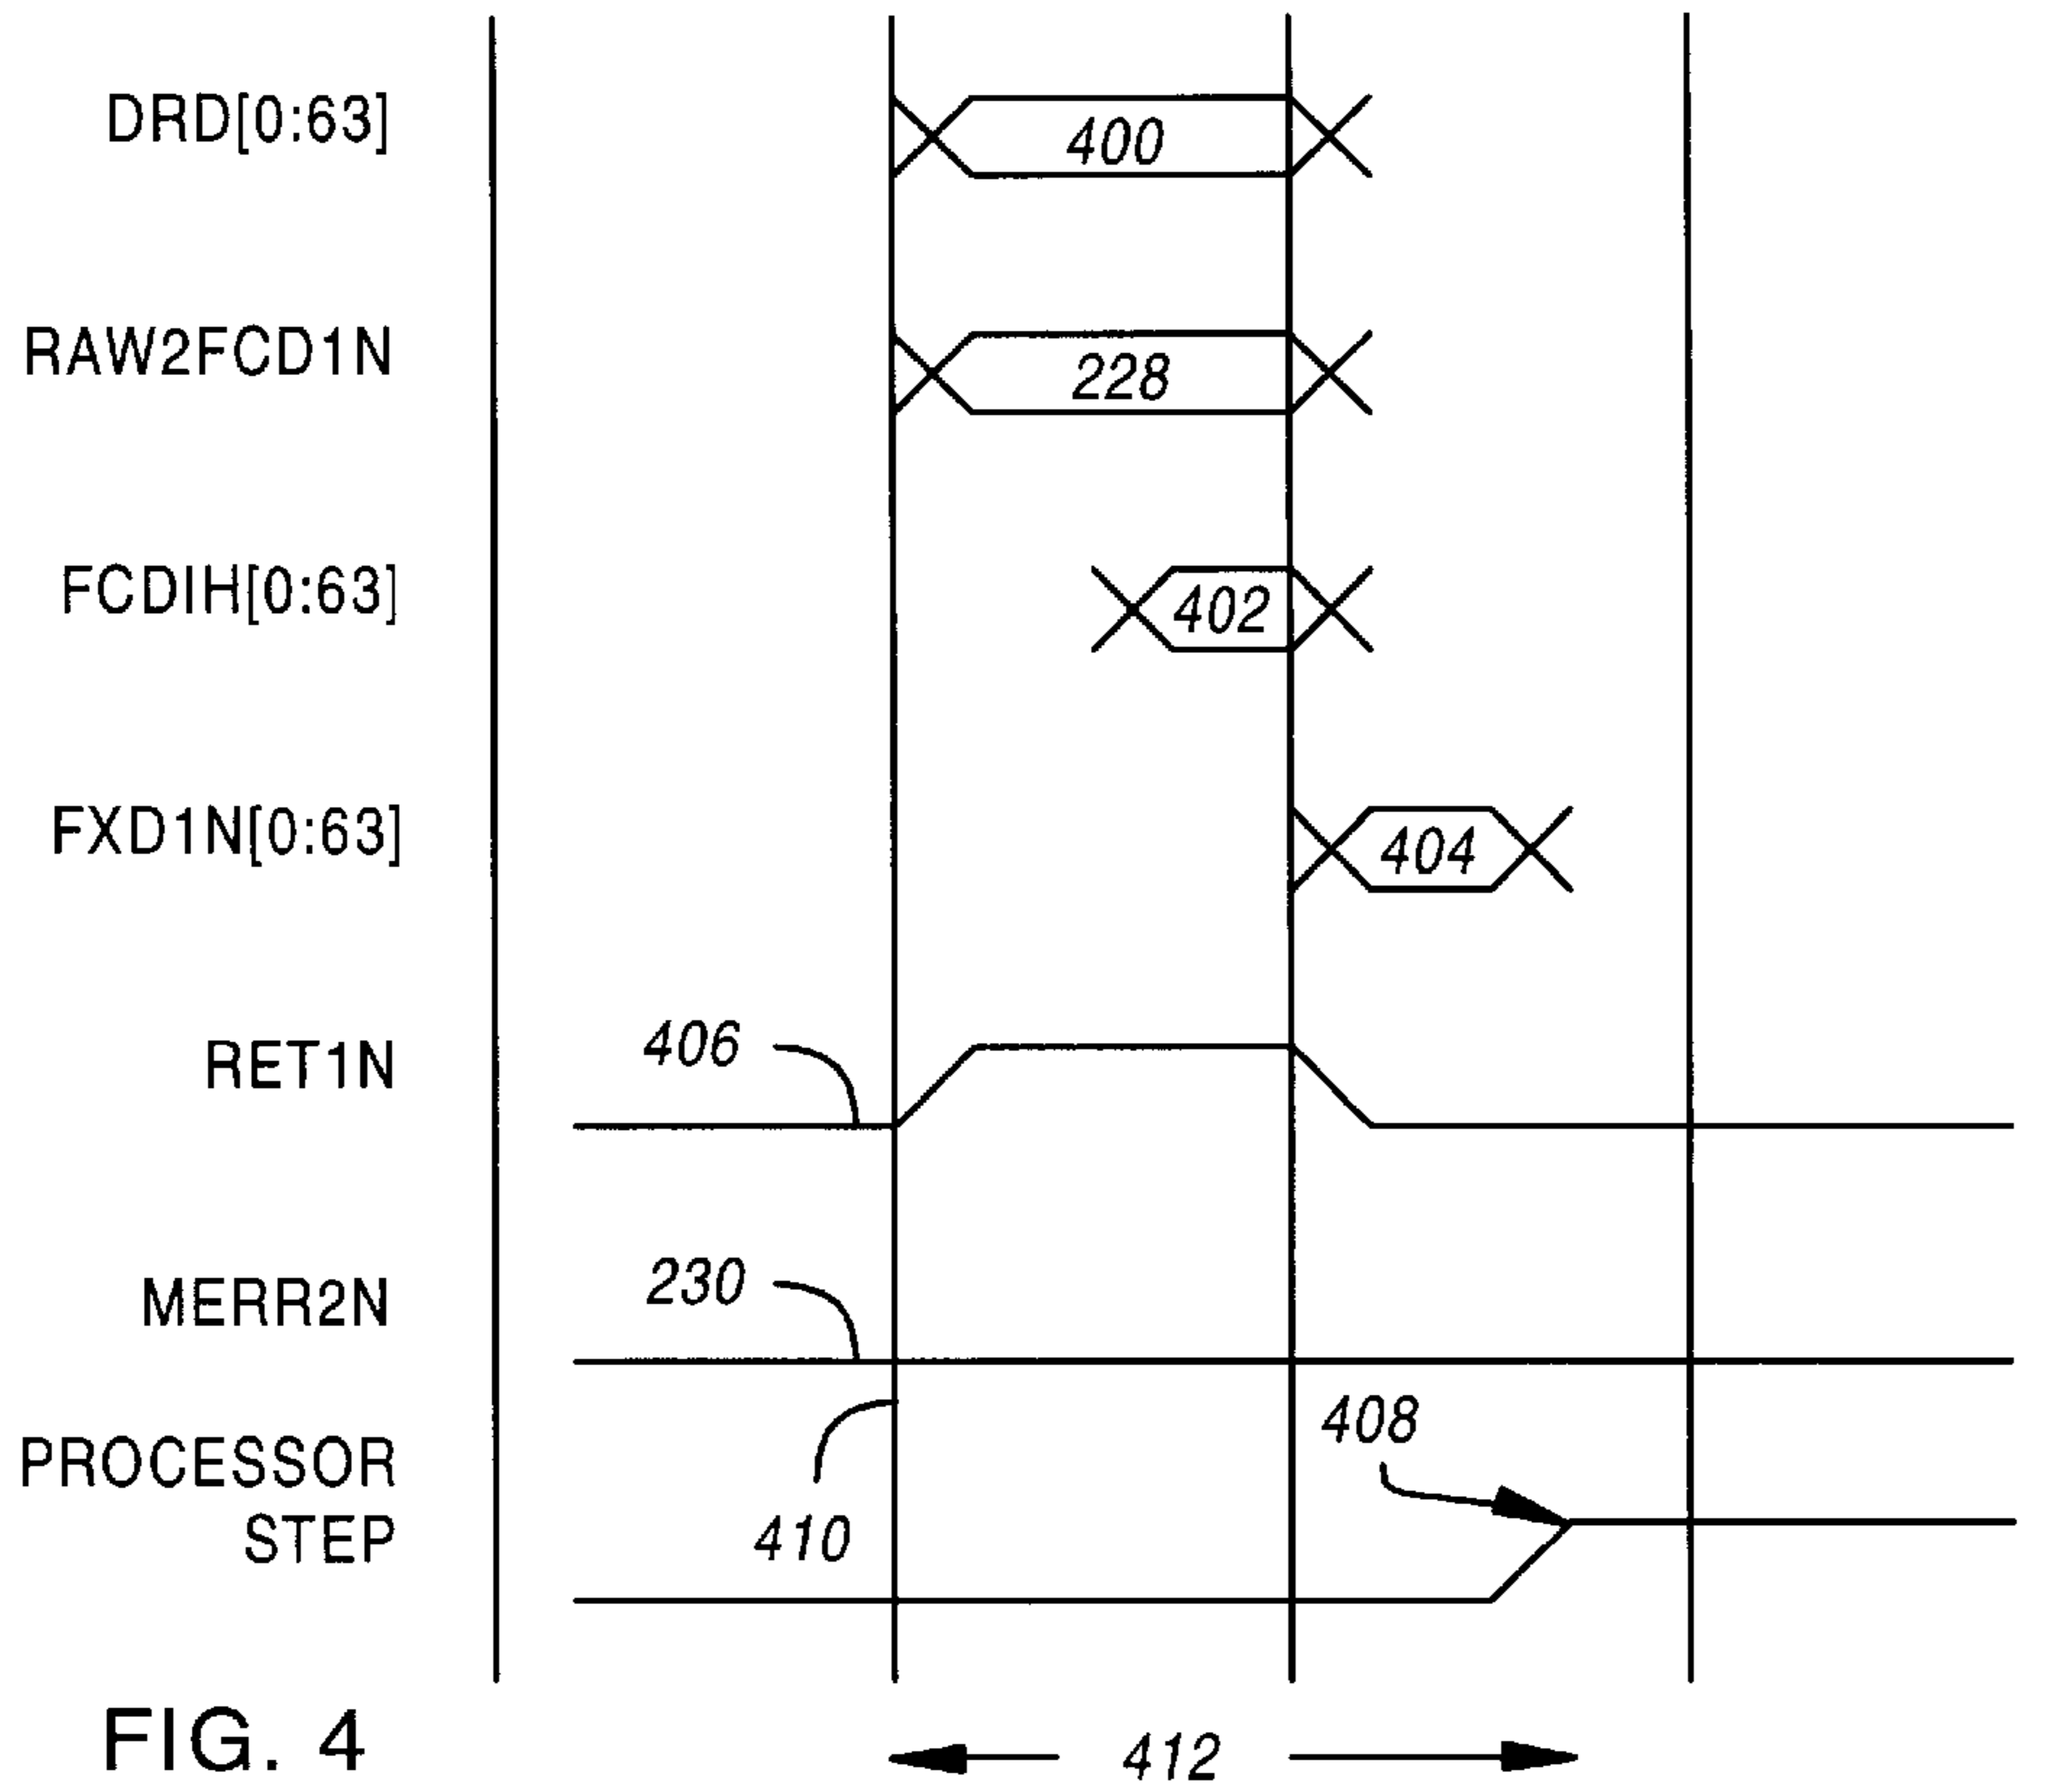 DRD[0:63]
400
RAW2FCD1N
228
FCDIH[0:63]
402
FXD1N[0:63]
404
RET1N
406
MERR2N
230
PROCESSOR
STEP
410
408
FIG. 4
412